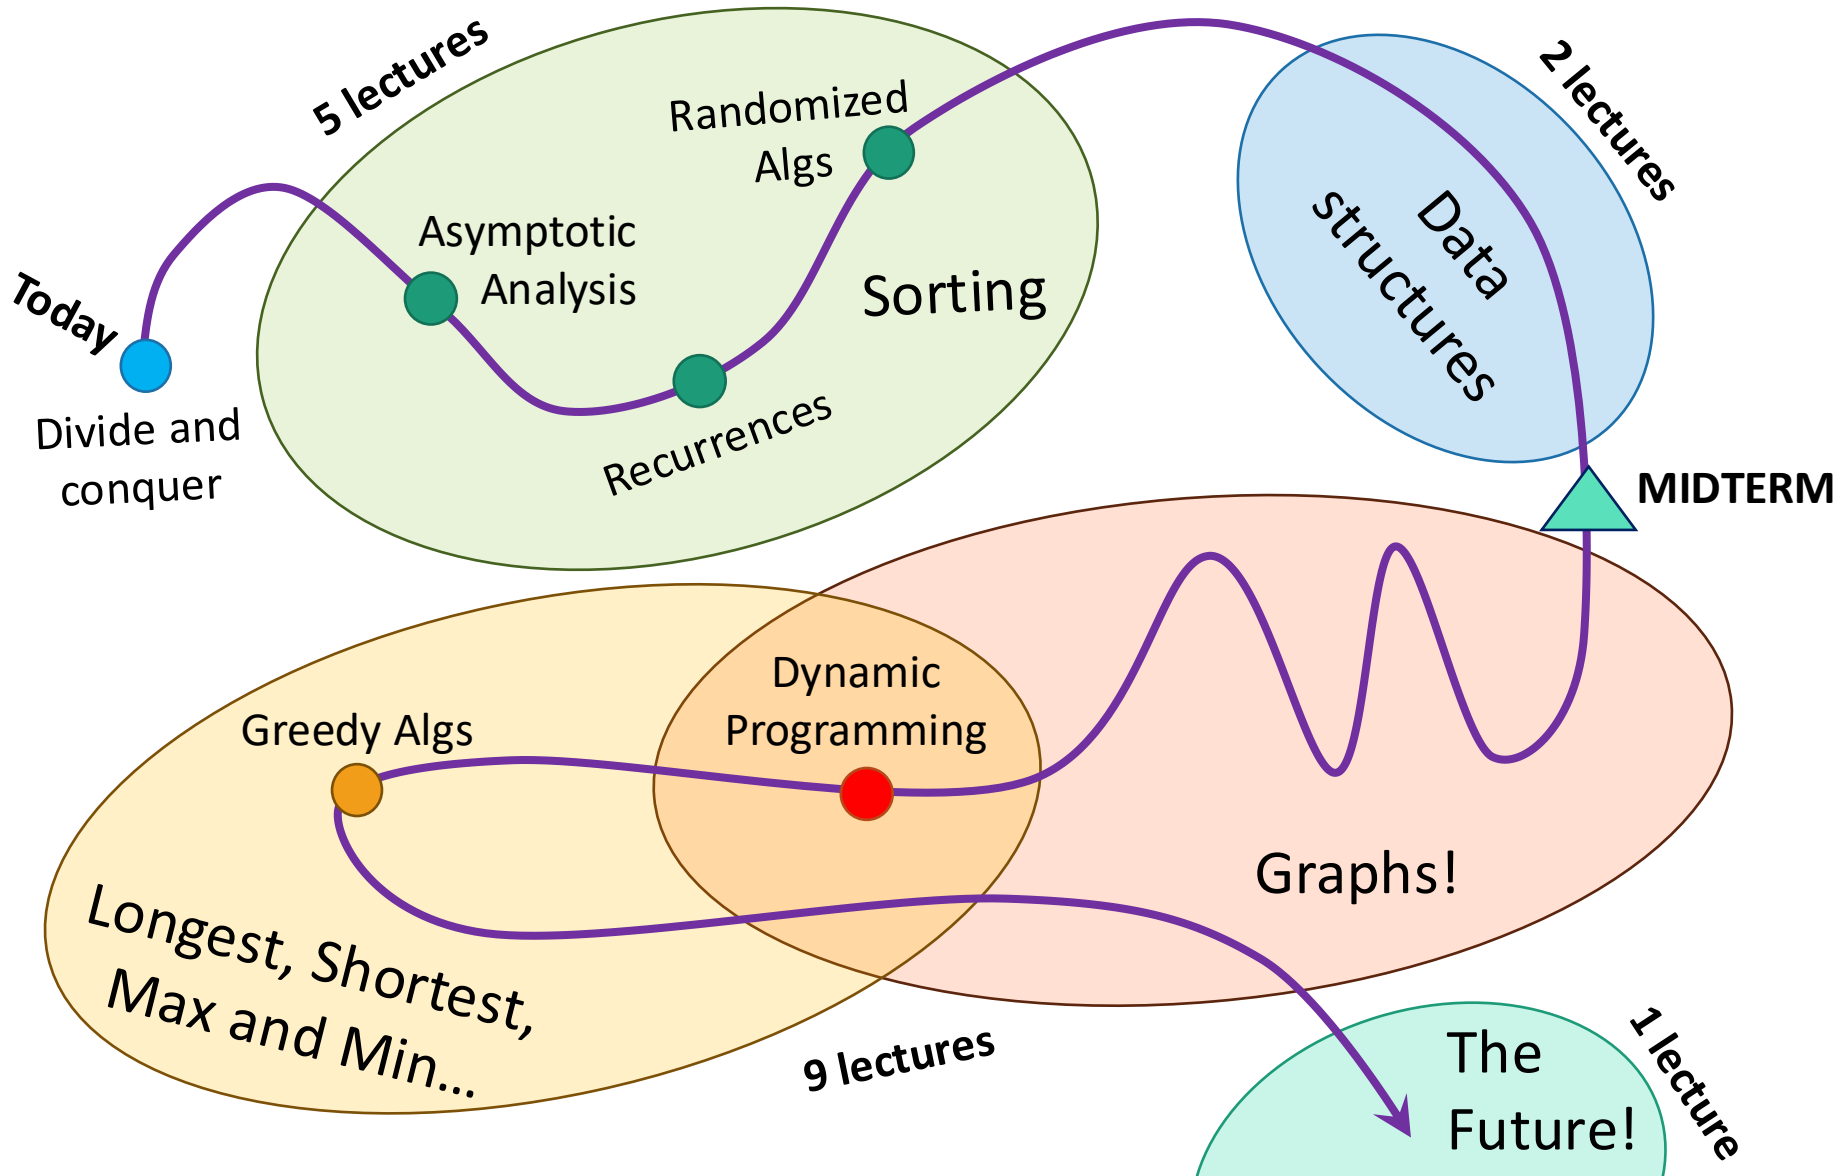 Today
Divide and
conquer
5 lectures
Asymptotic
Analysis
Recurrences
Randomized
Algs
Sorting
2 lectures
Data
structures
MIDTERM
Graphs!
Dynamic
Programming
Greedy Algs
Longest, Shortest,
Max and Min...
9 lectures
The
Future!
1 lecture